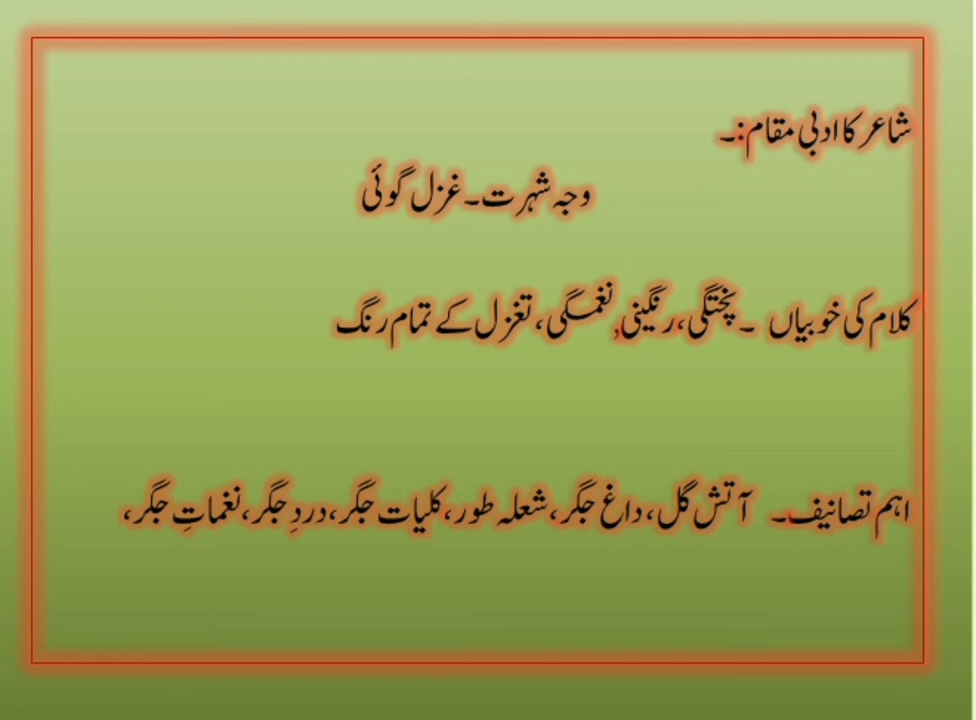 شاعر کا ادبی مقام:۔
وجہ شہرت۔غزل گوئی
کلام کی خوبیاں ۔پختگی،رنگینی,نغمگی،تغزل کے تمام رنگ
اہم تصانیف۔ آتش گل،داغ جگر،شعلہ طور،کلیات جگر،دردِ جگر،نغماتِ جگر،